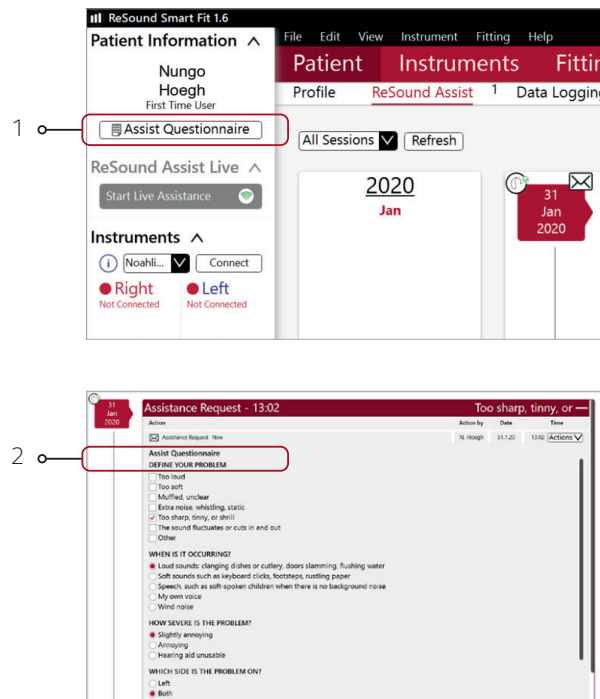 ReSound Smart Fit 1.6
Patient Information
File Edit View Instrument Fitting Help
Patient Instruments Fittin
Nungo
Hoegh
First Time User
Profile ReSound Assist 1 Data Logging
1
Assist Questionnaire
All Sessions Refresh
ReSound Assist Live
Start Live Assistance
2020
Jan
31
Jan
2020
Instruments
Noahli... Connect
Right Left
Not Connected Not Connected
31
Jan
2020
Assistance Request - 13:02 Too sharp, tinny, or
Action Action by Date Time
Assistance Request New N. Hoegh 31.1.20 13:02 Actions
2
Assist Questionnaire
DEFINE YOUR PROBLEM
Too loud
Too soft
Muffled, unclear
Extra noise, whistling, static
Too sharp, tinny, or shrill
The sound fluctuates or cuts in and out
Other
WHEN IS IT OCCURRING?
Loud sounds: clanging dishes or cutlery, doors slamming, flushing water
Soft sounds such as keyboard clicks, footsteps, rustling paper
Speech, such as soft-spoken children when there is no background noise
My own voice
Wind noise
HOW SEVERE IS THE PROBLEM?
Slightly annoying
Annoying
Hearing aid unusable
WHICH SIDE IS THE PROBLEM ON?
Left
Both